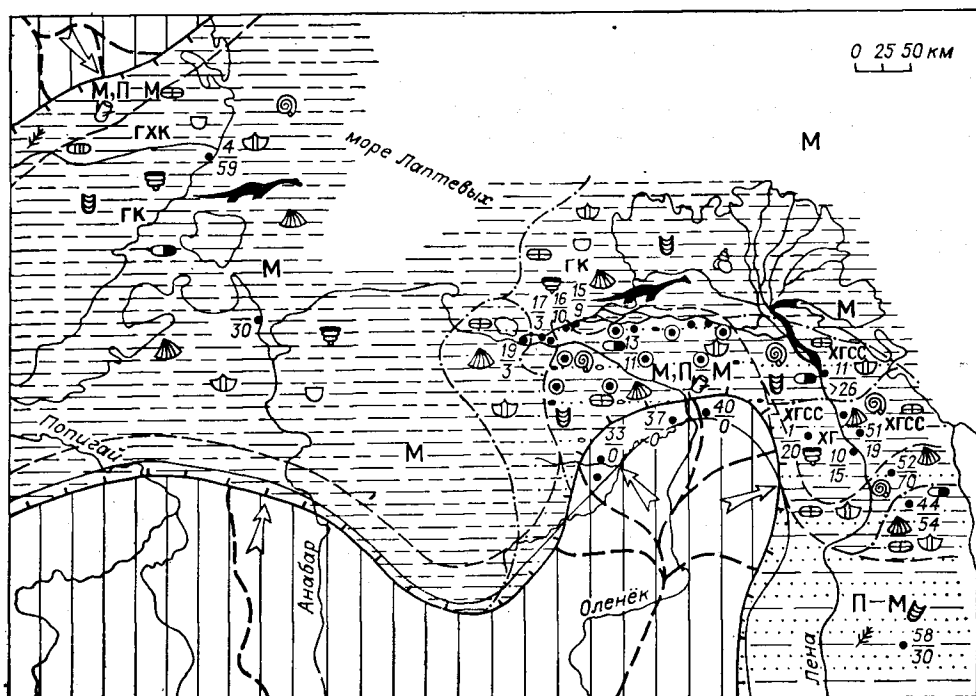 0 25 50 км
М, П-М
М
ГХК
4
59
море Лаптевых
ГК
М
ГК
15
9
16
10
17
3
М
30
19
3
13
11
М, П-М
ХГСС
11
>26
ХГСС
ХГСС
1
20
ХГ
51
19
10
15
37
0
40
0
33
0
52
70
44
54
Попигай
М
Анабар
Оленёк
Лена
П-М
58
30